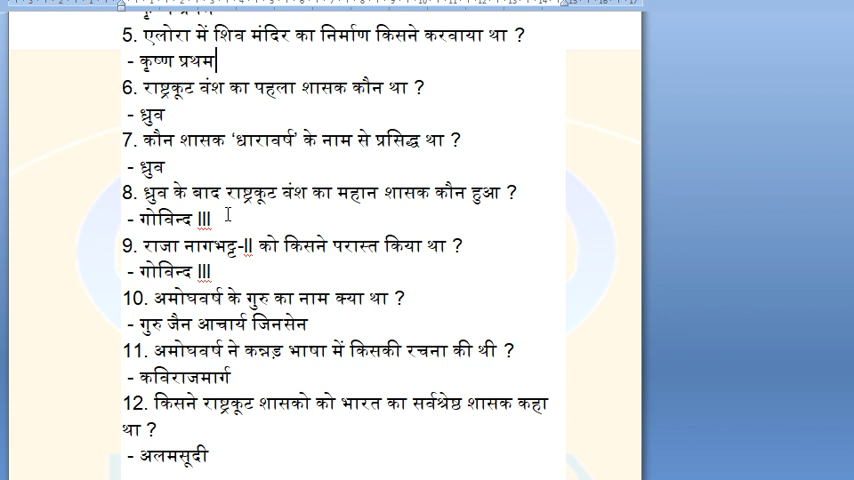 5. एलोरा में शिव मंदिर का निर्माण किसने करवाया था ?
- कृष्ण प्रथम
6. राष्ट्रकूट वंश का पहला शासक कौन था ?
- ध्रुव
7. कौन शासक ‘धारावर्ष’ के नाम से प्रसिद्ध था ?
- ध्रुव
8. ध्रुव के बाद राष्ट्रकूट वंश का महान शासक कौन हुआ ?
- गोविन्द III
9. राजा नागभट्ट-II को किसने परास्त किया था ?
- गोविन्द III
10. अमोघवर्ष के गुरु का नाम क्या था ?
- गुरु जैन आचार्य जिनसेन
11. अमोघवर्ष ने कन्नड़ भाषा में किसकी रचना की थी ?
- कविराजमार्ग
12. किसने राष्ट्रकूट शासको को भारत का सर्वश्रेष्ठ शासक कहा
था ?
- अलमसूदी